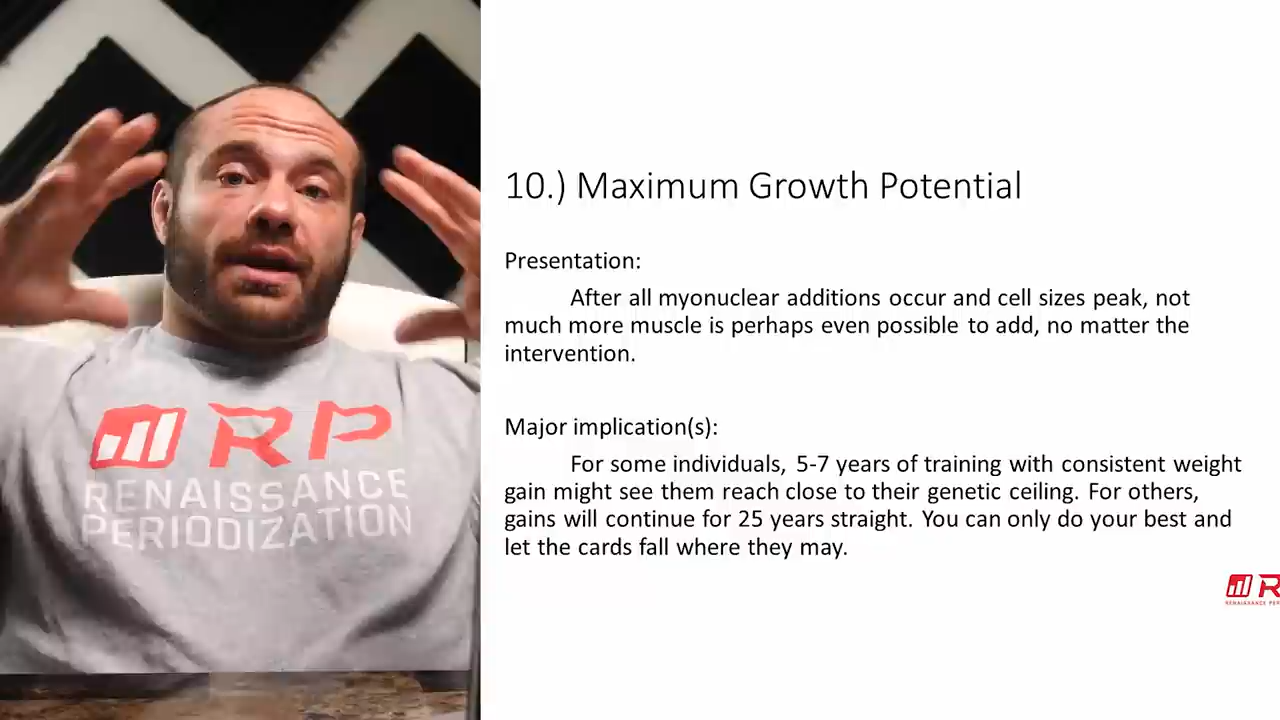 RP
RENAISSANCE
PERIODIZATION
10.) Maximum Growth Potential
Presentation:
After all myonuclear additions occur and cell sizes peak, not
much more muscle is perhaps even possible to add, no matter the
intervention.
Major implication(s):
For some individuals, 5-7 years of training with consistent weight
gain might see them reach close to their genetic ceiling. For others,
gains will continue for 25 years straight. You can only do your best and
let the cards fall where they may.
R
RENAISSANCE PER